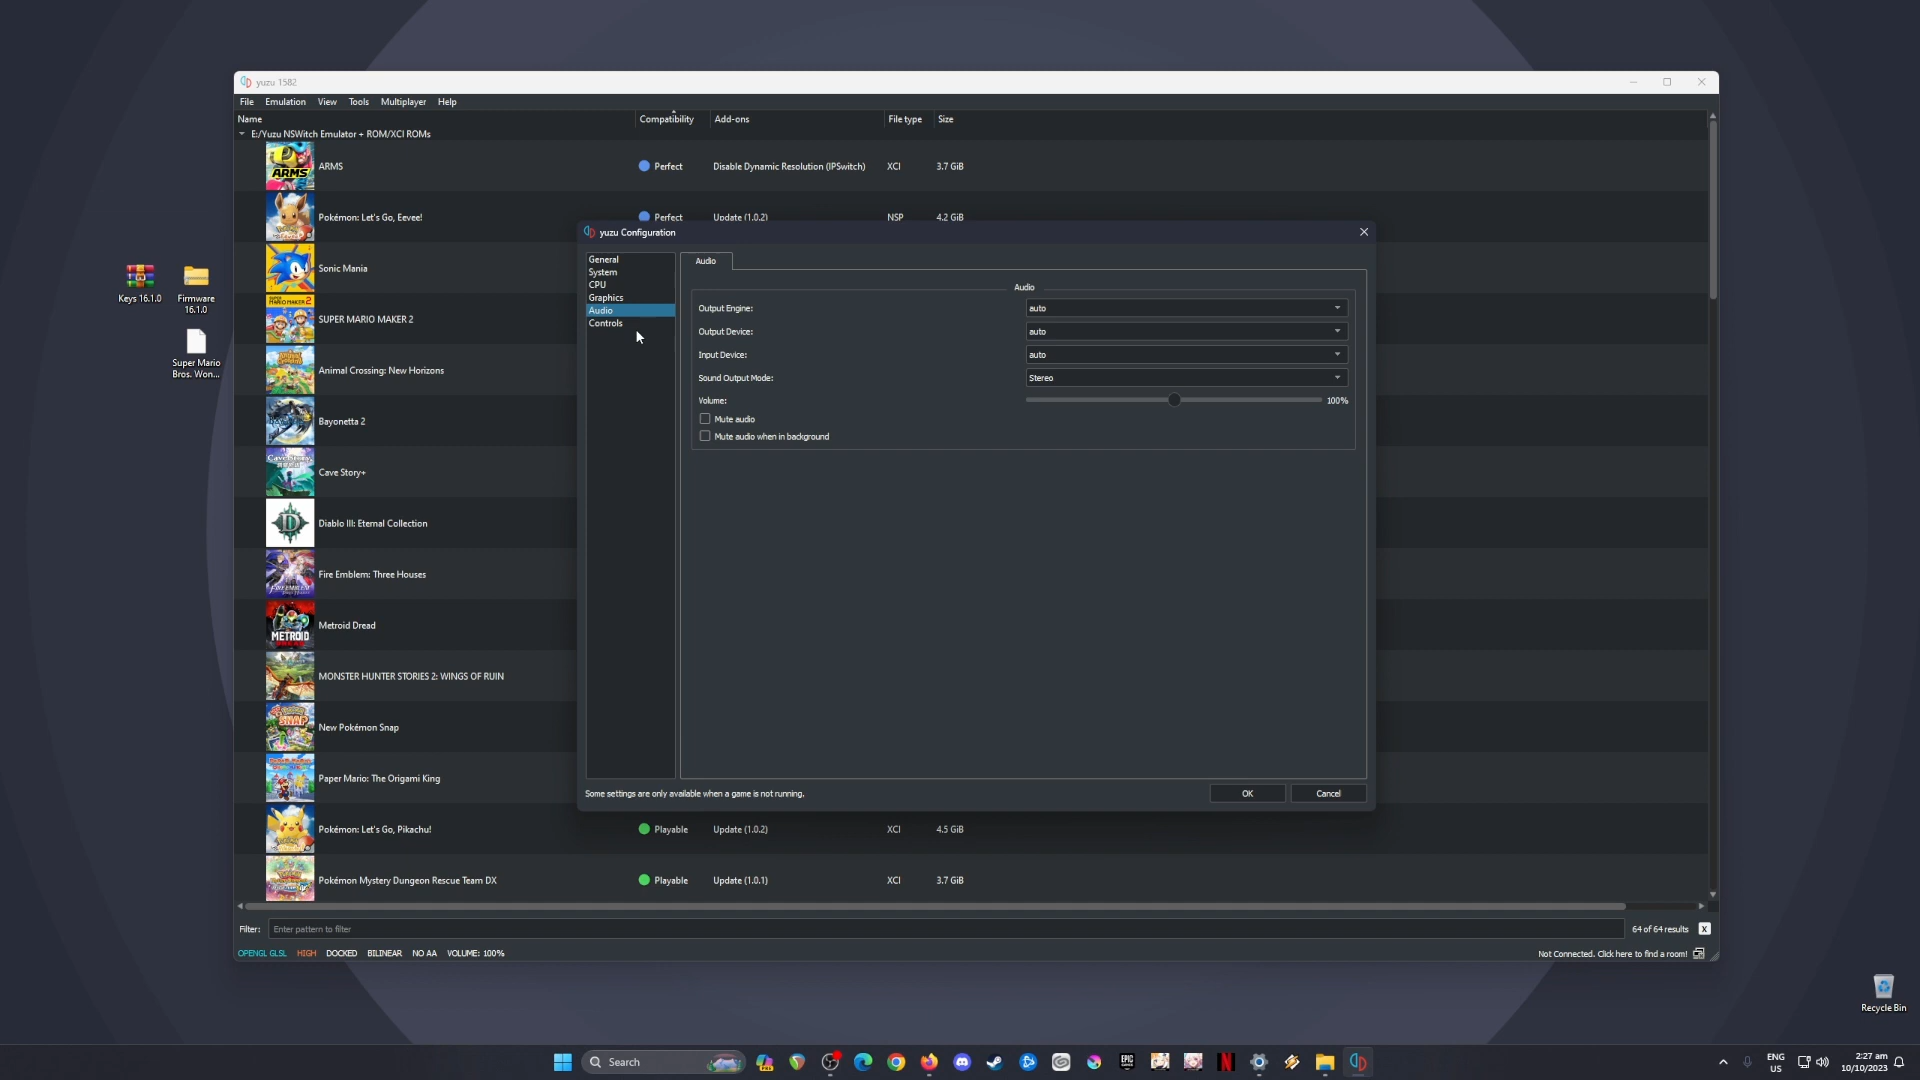 yuzu 1582
File Emulation View Tools Multiplayer Help
Name Compatibility Add-ons File type Size
E:/Yuzu NSWitch Emulator + ROM/XCI ROMs
ARMS Perfect Disable Dynamic Resolution (IPSwitch) XCI 3.7 GiB
Pokémon: Let's Go, Eevee! Perfect Update (1.0.2) NSP 4.2 GiB
Sonic Mania
SUPER MARIO MAKER 2
Animal Crossing: New Horizons
Bayonetta 2
Cave Story+
Diablo III: Eternal Collection
Fire Emblem: Three Houses
Metroid Dread
MONSTER HUNTER STORIES 2: WINGS OF RUIN
New Pokémon Snap
Paper Mario: The Origami King
Pokémon: Let's Go, Pikachu! Playable Update (1.0.2) XCI 4.5 GiB
Pokémon Mystery Dungeon Rescue Team DX Playable Update (1.0.1) XCI 3.7 GiB
Filter: Enter pattern to filter 64 of 64 results X
OPENGL GLSL HIGH DOCKED BILINEAR NO AA VOLUME: 100% Not Connected. Click here to find a room!
yuzu Configuration
General
System
CPU
Graphics
Audio
Controls
Audio
Audio
Output Engine: auto
Output Device: auto
Input Device: auto
Sound Output Mode: Stereo
Volume: 100%
Mute audio
Mute audio when in background
Some settings are only available when a game is not running. OK Cancel
Keys 16.1.0
Firmware
16.1.0
Super Mario
Bros. Won...
ARMS
METROID
SNAP
Recycle Bin
Search
EPIC
GAMES
ENG
US
2:27 am
10/10/2023